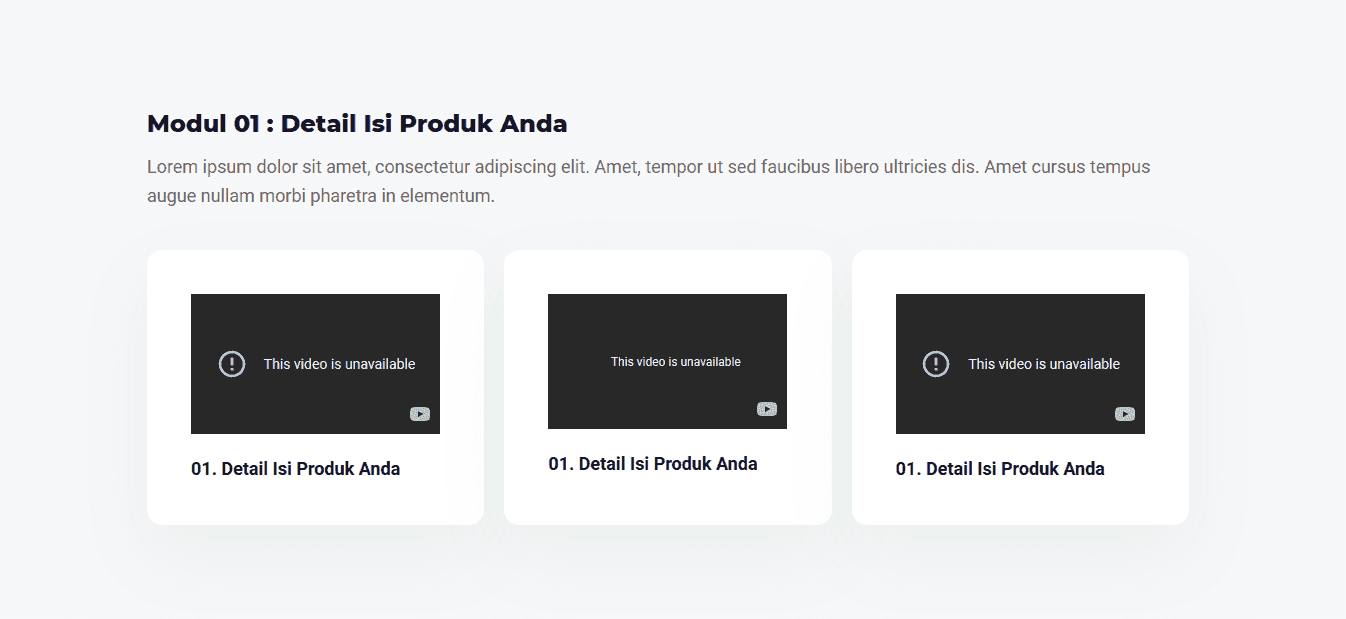 Modul 01 : Detail Isi Produk Anda
Lorem ipsum dolor sit amet, consectetur adipiscing elit. Amet, tempor ut sed faucibus libero ultricies dis. Amet cursus tempus
augue nullam morbi pharetra in elementum.
This video is unavailable
This video is unavailable
This video is unavailable
01. Detail Isi Produk Anda
01. Detail Isi Produk Anda
01. Detail Isi Produk Anda